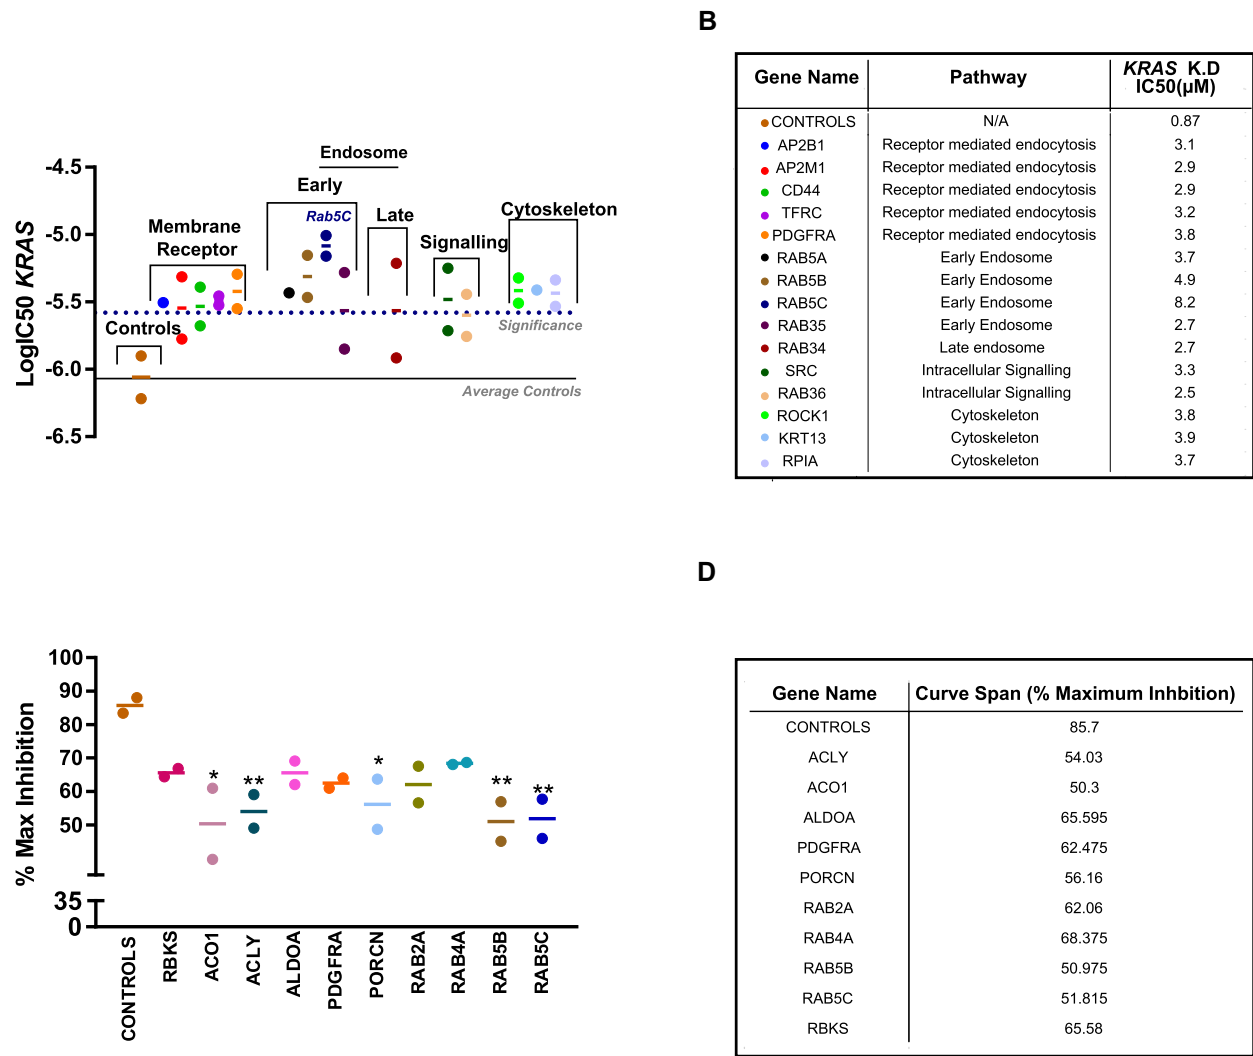 B
LogIC50 KRAS
-4.5
-5.0
-5.5
-6.0
-6.5
Endosome
Early
Rab5C
Late
Membrane
Receptor
Controls
Signalling
Cytoskeleton
Significance
Average Controls
Gene Name Pathway KRAS K.D
IC50(µM)
CONTROLS N/A 0.87
AP2B1 Receptor mediated endocytosis 3.1
AP2M1 Receptor mediated endocytosis 2.9
CD44 Receptor mediated endocytosis 2.9
TFRC Receptor mediated endocytosis 3.2
PDGFRA Receptor mediated endocytosis 3.8
RAB5A Early Endosome 3.7
RAB5B Early Endosome 4.9
RAB5C Early Endosome 8.2
RAB35 Early Endosome 2.7
RAB34 Late endosome 2.7
SRC Intracellular Signalling 3.3
RAB36 Intracellular Signalling 2.5
ROCK1 Cytoskeleton 3.8
KRT13 Cytoskeleton 3.9
RPIA Cytoskeleton 3.7
D
% Max Inhibition
100
90
80
70
60
50
35
0
*
**
*
**
**
CONTROLS
RBKS
ACO1
ACLY
ALDOA
PDGFRA
PORCN
RAB2A
RAB4A
RAB5B
RAB5C
Gene Name Curve Span (% Maximum Inhbition)
CONTROLS 85.7
ACLY 54.03
ACO1 50.3
ALDOA 65.595
PDGFRA 62.475
PORCN 56.16
RAB2A 62.06
RAB4A 68.375
RAB5B 50.975
RAB5C 51.815
RBKS 65.58